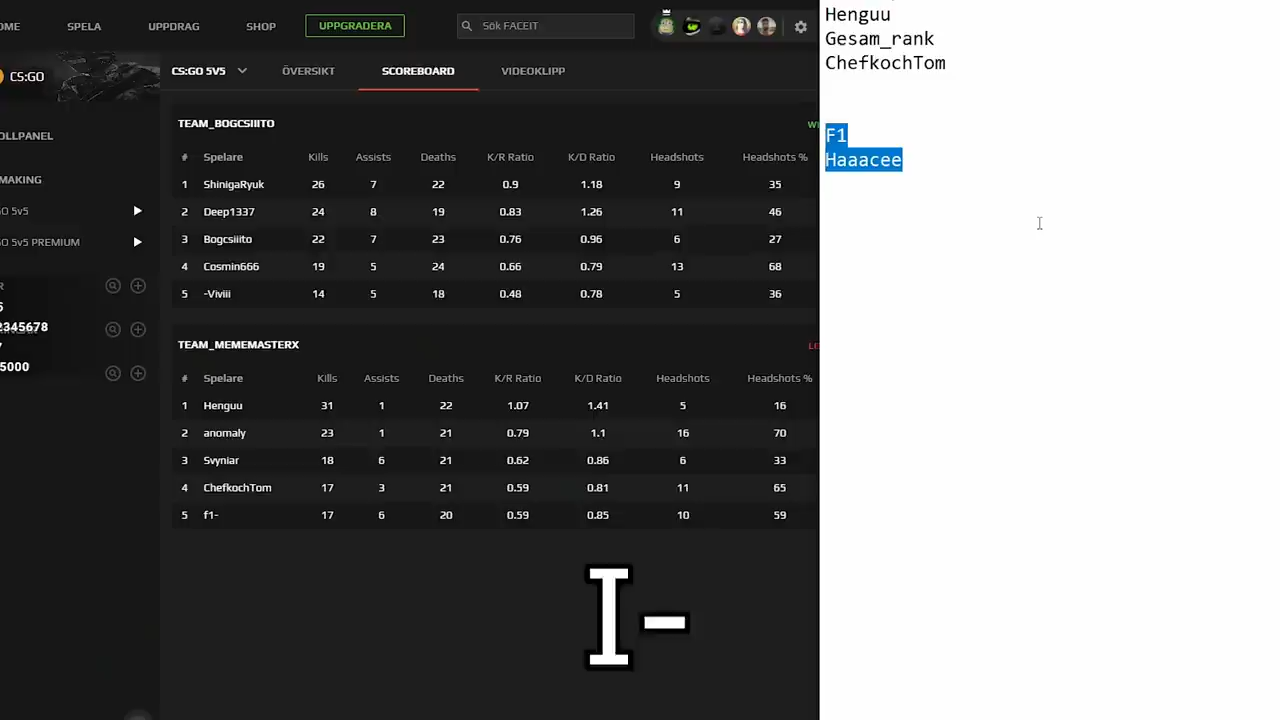 OME SPELA UPPDRAG SHOP UPPGRADERA Sök FACEIT
CS:GO
CS:GO 5V5 ÖVERSIKT SCOREBOARD VIDEOKLIPP
OLLPANEL
MAKING
GO 5v5
GO 5v5 PREMIUM
R
2345678
5000
TEAM_BOGCSIIITO WI
# Spelare Kills Assists Deaths K/R Ratio K/D Ratio Headshots Headshots %
1 ShinigaRyuk 26 7 22 0.9 1.18 9 35
2 Deep1337 24 8 19 0.83 1.26 11 46
3 Bogcsiiito 22 7 23 0.76 0.96 6 27
4 Cosmin666 19 5 24 0.66 0.79 13 68
5 -Viviii 14 5 18 0.48 0.78 5 36
TEAM_MEMEMASTERX LO
# Spelare Kills Assists Deaths K/R Ratio K/D Ratio Headshots Headshots %
1 Henguu 31 1 22 1.07 1.41 5 16
2 anomaly 23 1 21 0.79 1.1 16 70
3 Svyniar 18 6 21 0.62 0.86 6 33
4 ChefkochTom 17 3 21 0.59 0.81 11 65
5 f1- 17 6 20 0.59 0.85 10 59
I-
Henguu
Gesam_rank
ChefkochTom
F1
Haaacee